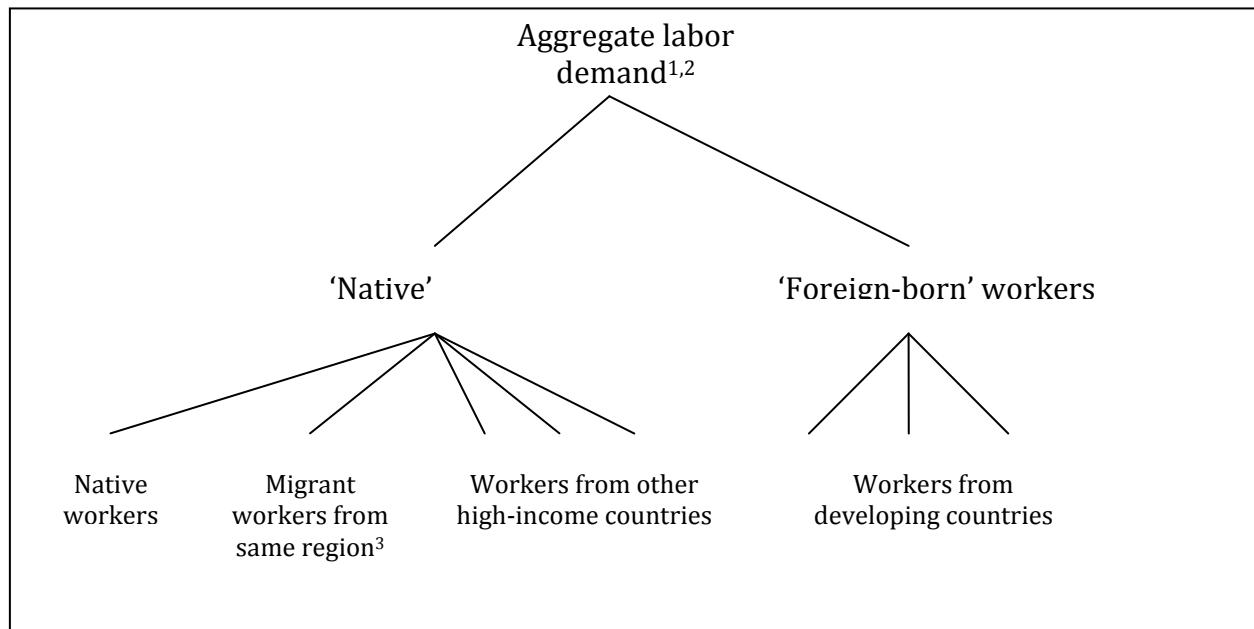 Aggregate labor
demand1,2
‘Native’
‘Foreign-born’ workers
Native
workers
Migrant
workers from
same region3
Workers from other
high-income countries
Workers from
developing countries